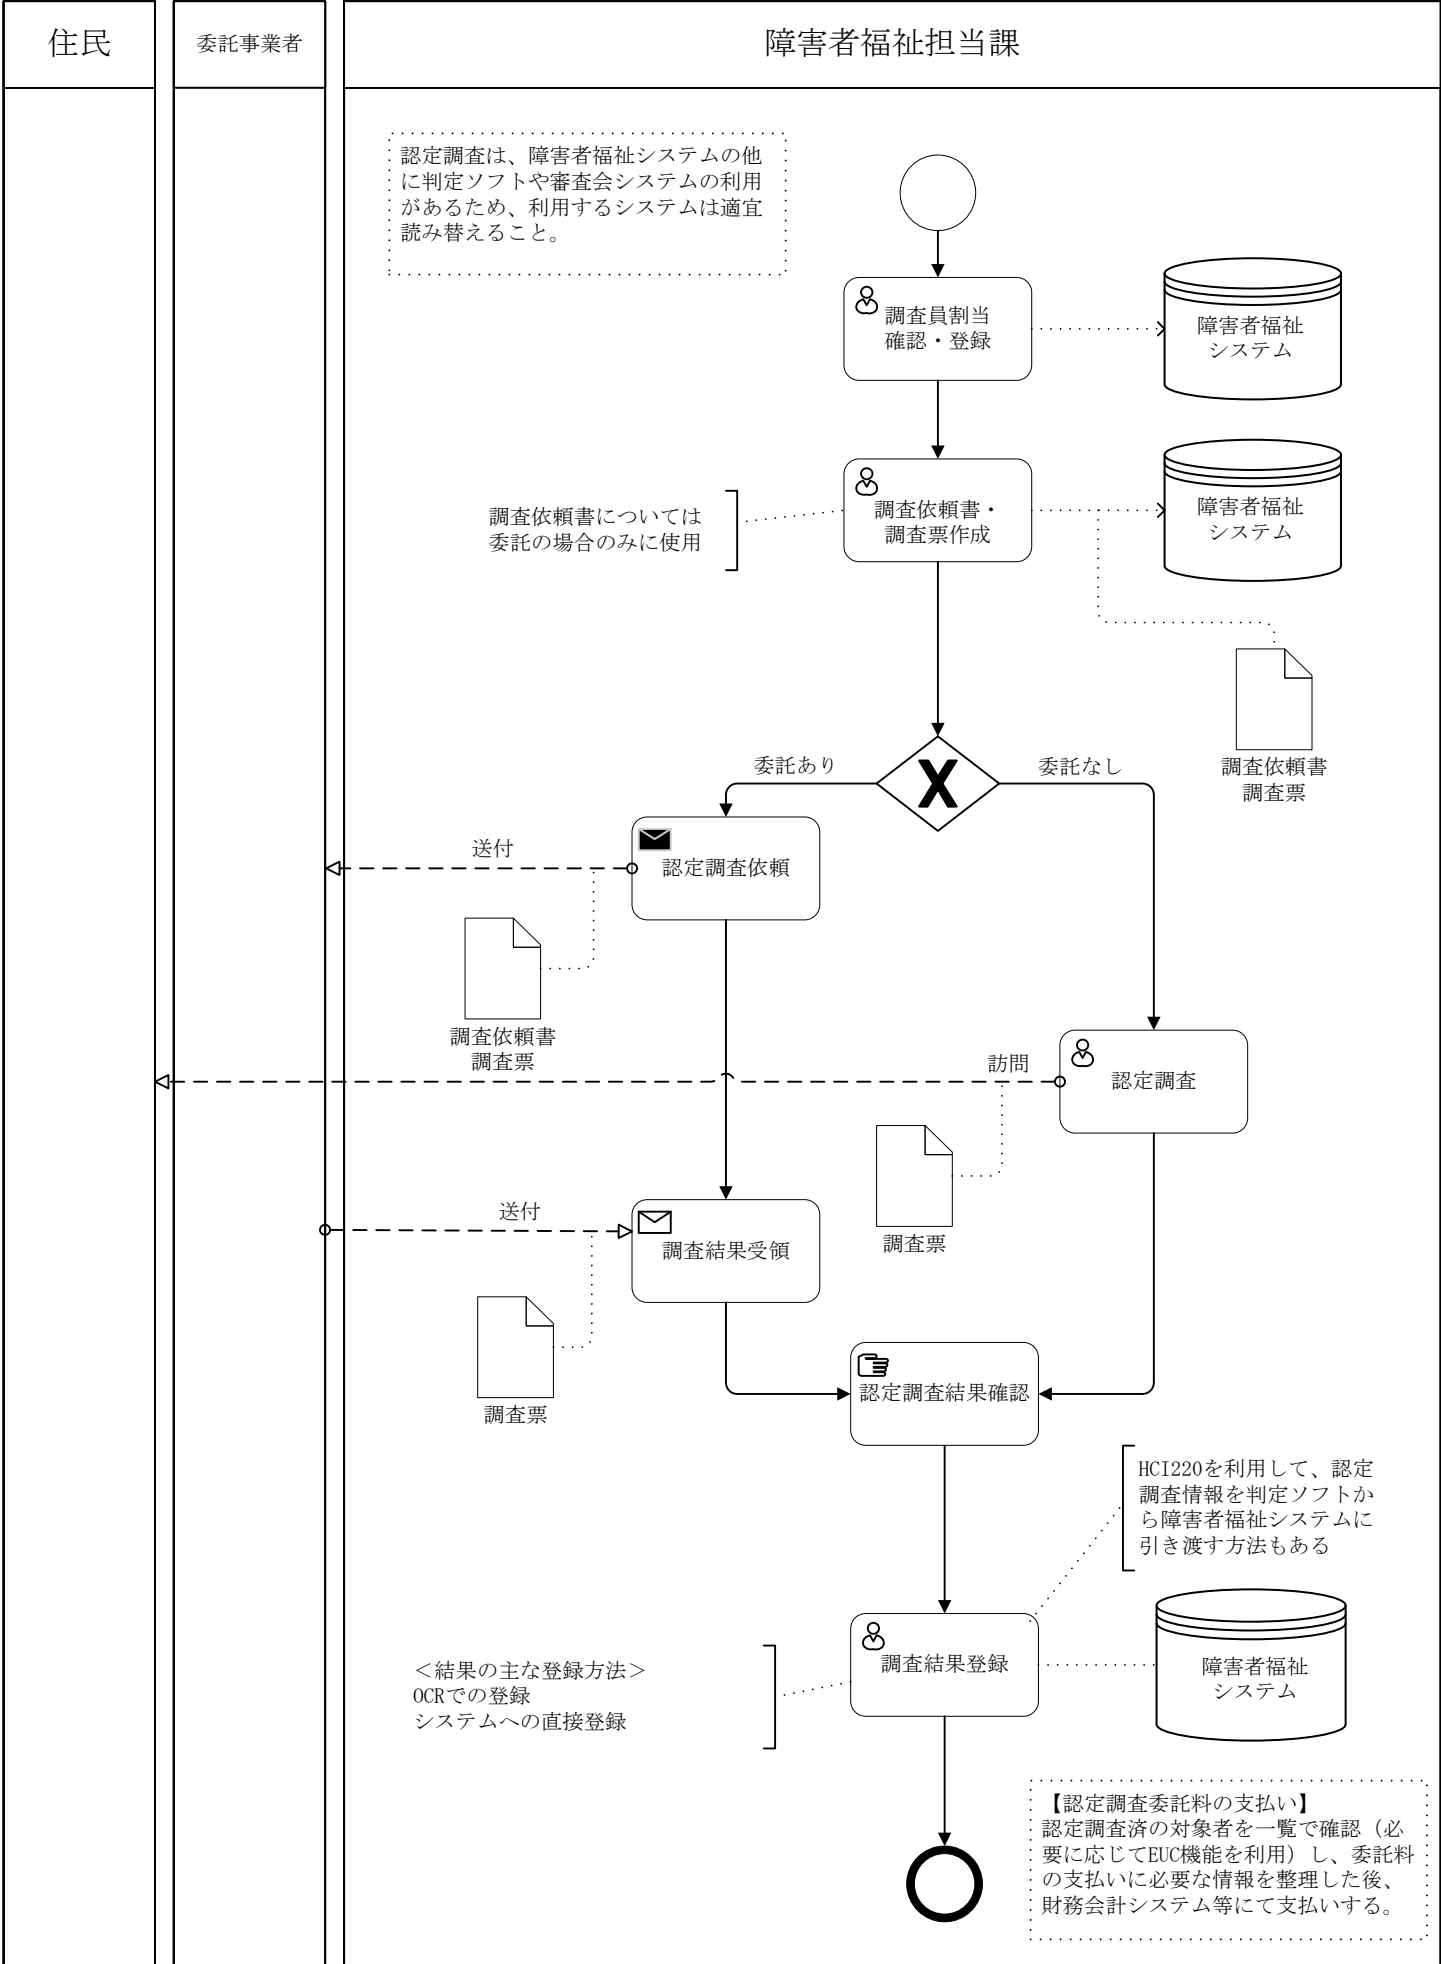 住民
委託事業者
障害者福祉担当課
認定調査は、障害者福祉システムの他
に判定ソフトや審査会システムの利用
があるため、利用するシステムは適宜
読み替えること。
調査員割当
確認・登録
障害者福祉
システム
調査依頼書については
委託の場合のみに使用
調査依頼書・
調査票作成
障害者福祉
システム
調査依頼書
調査票
委託あり
委託なし
送付
認定調査依頼
調査依頼書
調査票
訪問
認定調査
調査票
送付
調査結果受領
調査票
認定調査結果確認
HCI220を利用して、認定
調査情報を判定ソフトか
ら障害者福祉システムに
引き渡す方法もある
<結果の主な登録方法>
OCRでの登録
システムへの直接登録
調査結果登録
障害者福祉
システム
【認定調査委託料の支払い】
認定調査済の対象者を一覧で確認（必
要に応じてEUC機能を利用）し、委託料
の支払いに必要な情報を整理した後、
財務会計システム等にて支払いする。